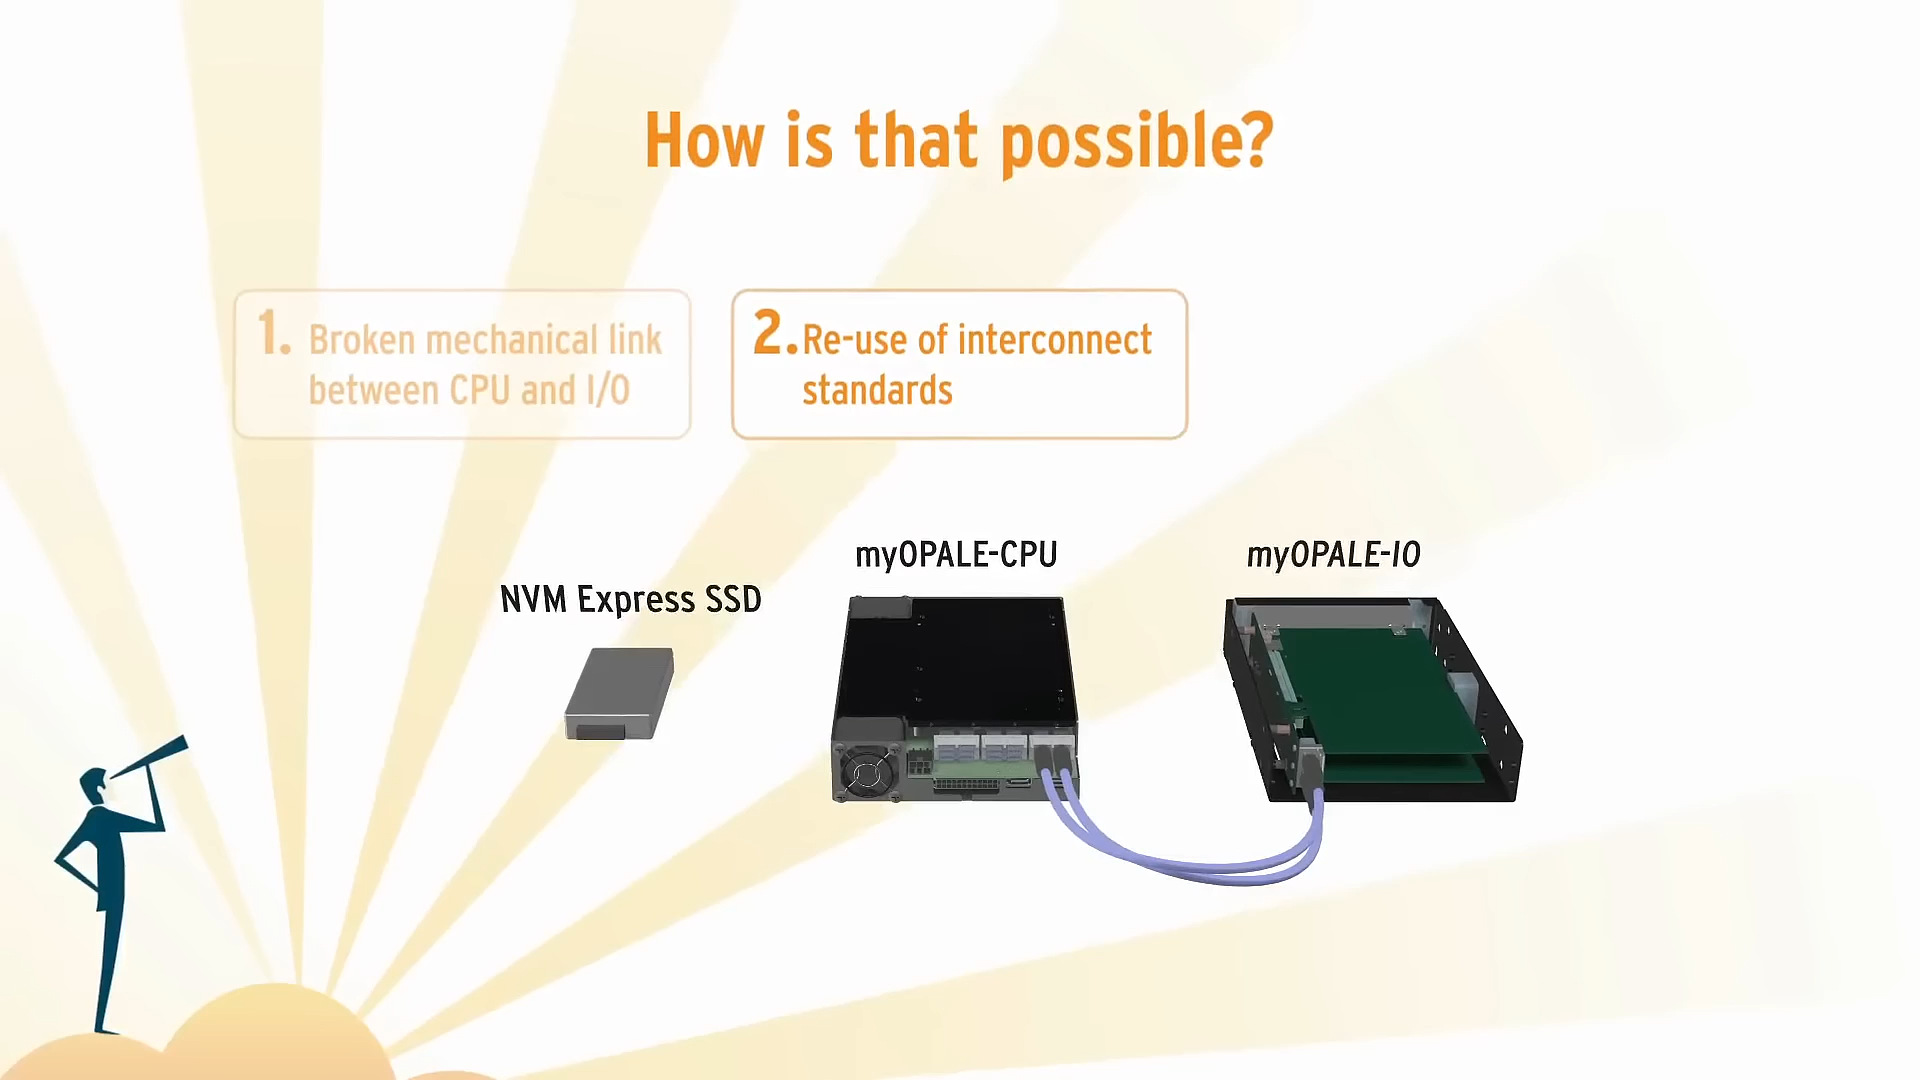 How is that possible?
1. Broken mechanical link
between CPU and I/O
2. Re-use of interconnect
standards
myOPALE-CPU
myOPALE-IO
NVM Express SSD